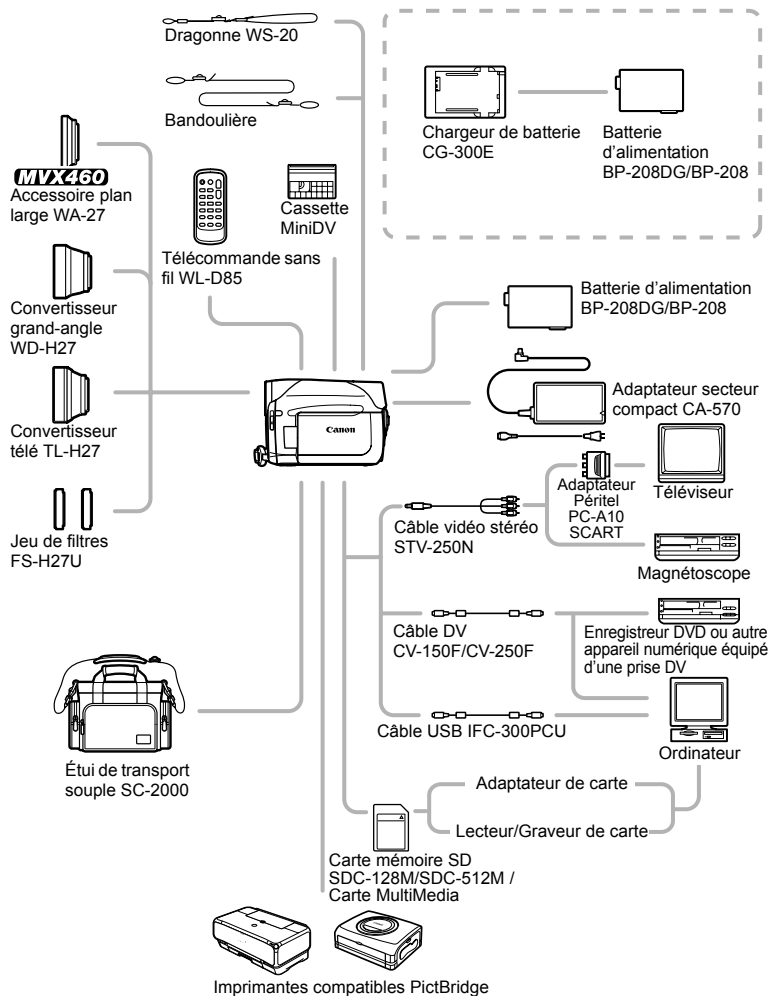 Dragonne WS-20
Bandoulière
Chargeur de batterie
CG-300E
Batterie
d'alimentation
BP-208DG/BP-208
MVX460
Accessoire plan
large WA-27
Cassette
MiniDV
Télécommande sans
fil WL-D85
Convertisseur
grand-angle
WD-H27
Batterie d'alimentation
BP-208DG/BP-208
Canon
Adaptateur secteur
compact CA-570
Convertisseur
télé TL-H27
Adaptateur
Péritel
PC-A10
SCART
Téléviseur
Câble vidéo stéréo
STV-250N
Jeu de filtres
FS-H27U
Magnétoscope
Câble DV
CV-150F/CV-250F
Enregistreur DVD ou autre
appareil numérique équipé
d'une prise DV
Câble USB IFC-300PCU
Ordinateur
Étui de transport
souple SC-2000
Adaptateur de carte
Lecteur/Graveur de carte
Carte mémoire SD
SDC-128M/SDC-512M /
Carte MultiMedia
Imprimantes compatibles PictBridge